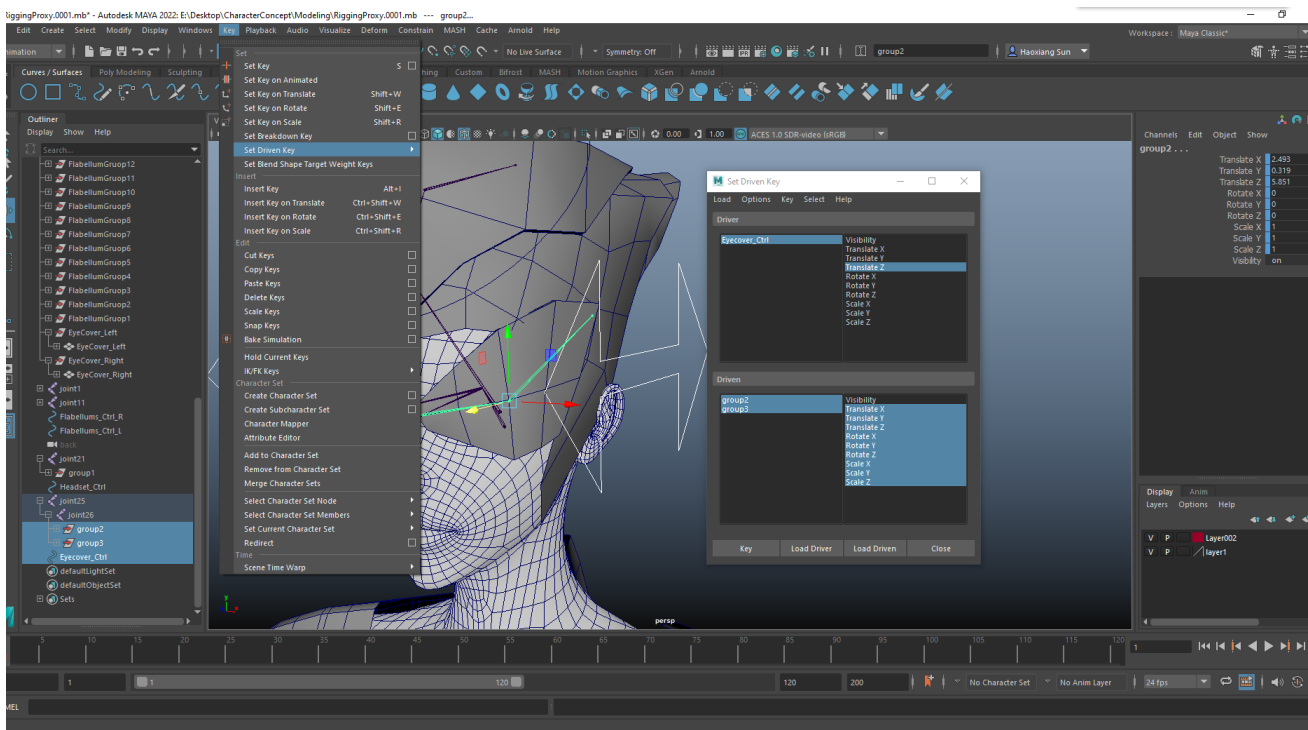 RiggingProxy.0001.mb* - Autodesk MAYA 2022: E:\Desktop\CharacterConcept\Modeling\RiggingProxy.0001.mb --- group2...
Edit Create Select Modify Display Windows Key Playback Audio Visualize Deform Constrain MASH Cache Arnold Help
Workspace: Maya Classic*
No Live Surface
Symmetry: Off
group2
Haoxiang Sun
Curves / Surfaces Poly Modeling Sculpting
Custom Bifrost MASH Motion Graphics XGen Arnold
Set
Set Key S
Set Key on Animated
Set Key on Translate Shift+W
Set Key on Rotate Shift+E
Set Key on Scale Shift+R
Set Breakdown Key
Set Driven Key
Set Blend Shape Target Weight Keys
Insert
Insert Key Alt+I
Insert Key on Translate Ctrl+Shift+W
Insert Key on Rotate Ctrl+Shift+E
Insert Key on Scale Ctrl+Shift+R
Edit
Cut Keys
Copy Keys
Paste Keys
Delete Keys
Scale Keys
Snap Keys
Bake Simulation
Hold Current Keys
IK/FK Keys
Character Set
Create Character Set
Create Subcharacter Set
Character Mapper
Attribute Editor
Add to Character Set
Remove from Character Set
Merge Character Sets
Select Character Set Node
Select Character Set Members
Set Current Character Set
Redirect
Time
Scene Time Warp
Outliner
Display Show Help
Search...
FlabellumGruop12
FlabellumGruop11
FlabellumGruop10
FlabellumGruop9
FlabellumGruop8
FlabellumGruop7
FlabellumGruop6
FlabellumGruop5
FlabellumGruop4
FlabellumGruop3
FlabellumGruop2
FlabellumGruop1
EyeCover_Left
EyeCover_Left
EyeCover_Right
EyeCover_Right
joint1
joint11
Flabellums_Ctrl_R
Flabellums_Ctrl_L
back
joint21
group1
Headset_Ctrl
joint25
joint26
group2
group3
Eyecover_Ctrl
defaultLightSet
defaultObjectSet
Sets
0.00
1.00
ACES 1.0 SDR-video (sRGB)
persp
Set Driven Key
Load Options Key Select Help
Driver
Eyecover_Ctrl
Visibility
Translate X
Translate Y
Translate Z
Rotate X
Rotate Y
Rotate Z
Scale X
Scale Y
Scale Z
Driven
group2
group3
Visibility
Translate X
Translate Y
Translate Z
Rotate X
Rotate Y
Rotate Z
Scale X
Scale Y
Scale Z
Key Load Driver Load Driven Close
Channels Edit Object Show
group2 . . .
Translate X 2.493
Translate Y 0.319
Translate Z 5.851
Rotate X 0
Rotate Y 0
Rotate Z 0
Scale X 1
Scale Y 1
Scale Z 1
Visibility on
Display Anim
Layers Options Help
V P Layer002
V P layer1
5 10 15 20 25 30 35 40 45 50 55 60 65 70 75 80 85 90 95 100 105 110 115 120
1
1 1 120 120 200
No Character Set
No Anim Layer
24 fps
MEL